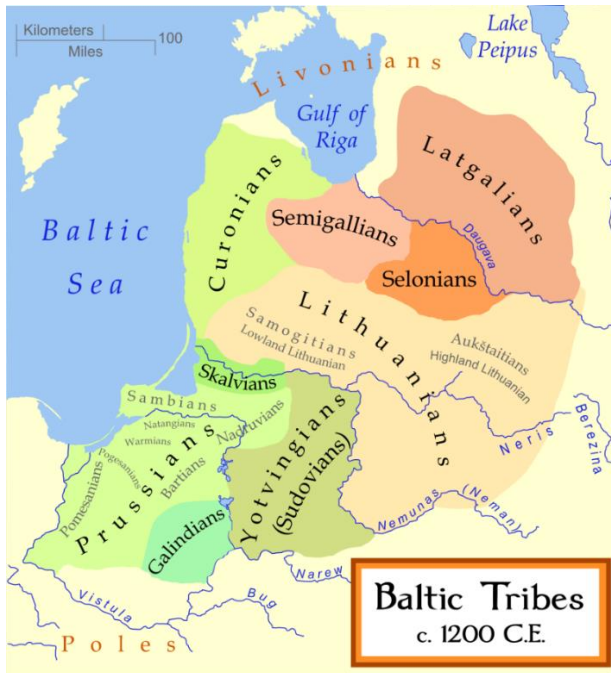 Kilometers
100
Miles
Lake
Peipus
Livonians
Gulf of
Riga
Latgalians
Curonians
Semigallians
Daugava
Baltic
Sea
Selonians
Lithuanians
Samogitians
Lowland Lithuanian
Aukštaitians
Highland Lithuanian
Skalvians
Sambians
Nadruvians
Natangians
Warmians
Pogesanians
Bartians
Pomesanians
Prussians
Yotvingians
(Sudovians)
Galindians
Neris
Berezina
Nemunas (Neman)
Narew
Bug
Vistula
Poles
Baltic Tribes
c. 1200 C.E.